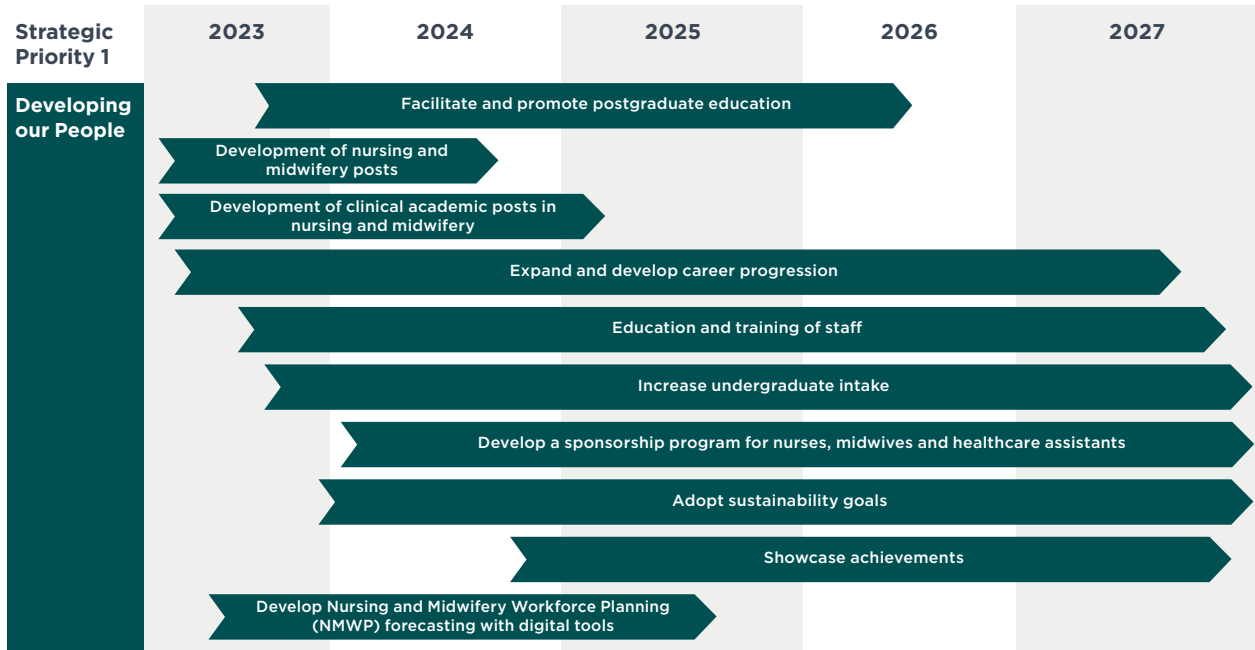 Strategic
Priority 1
2023
2024
2025
2026
2027
Developing
our People
Facilitate and promote postgraduate education
Development of nursing and
midwifery posts
Development of clinical academic posts in
nursing and midwifery
Expand and develop career progression
Education and training of staff
Increase undergraduate intake
Develop a sponsorship program for nurses, midwives and healthcare assistants
Adopt sustainability goals
Showcase achievements
Develop Nursing and Midwifery Workforce Planning
(NMWP) forecasting with digital tools